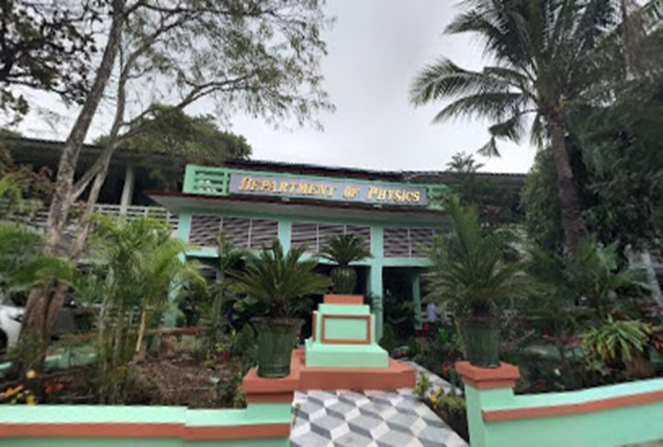 DEPARTMENT OF PHYSICS